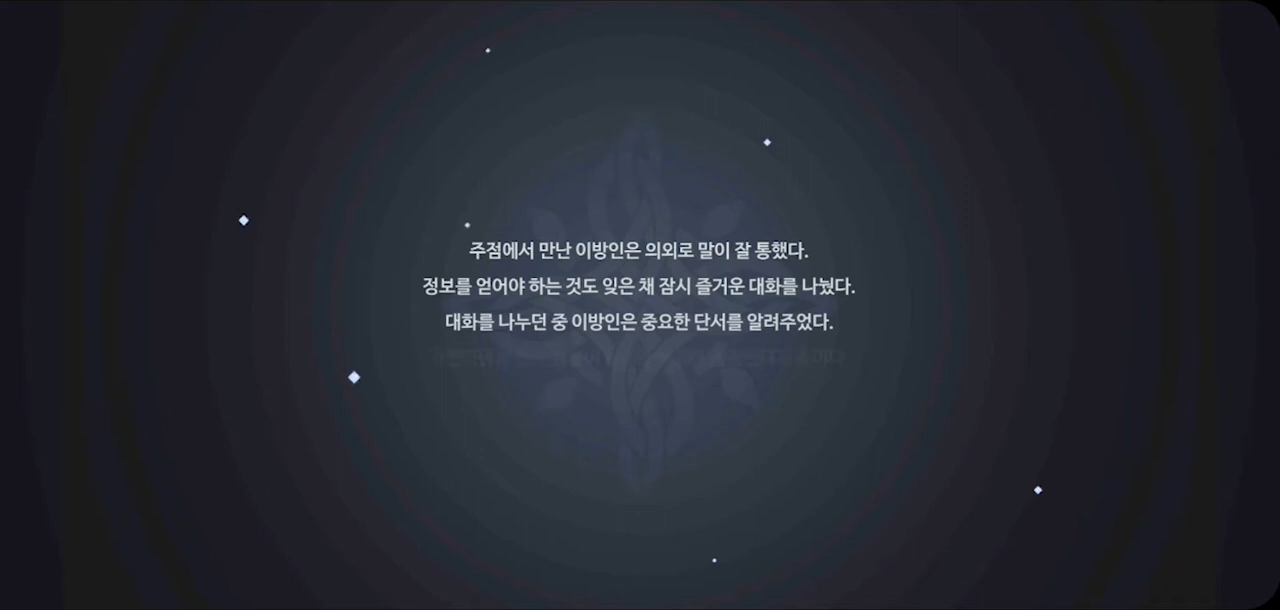 주점에서 만난 이방인은 의외로 말이 잘 통했다.
정보를 얻어야 하는 것도 잊은 채 잠시 즐거운 대화를 나눴다.
대화를 나누던 중 이방인은 중요한 단서를 알려주었다.